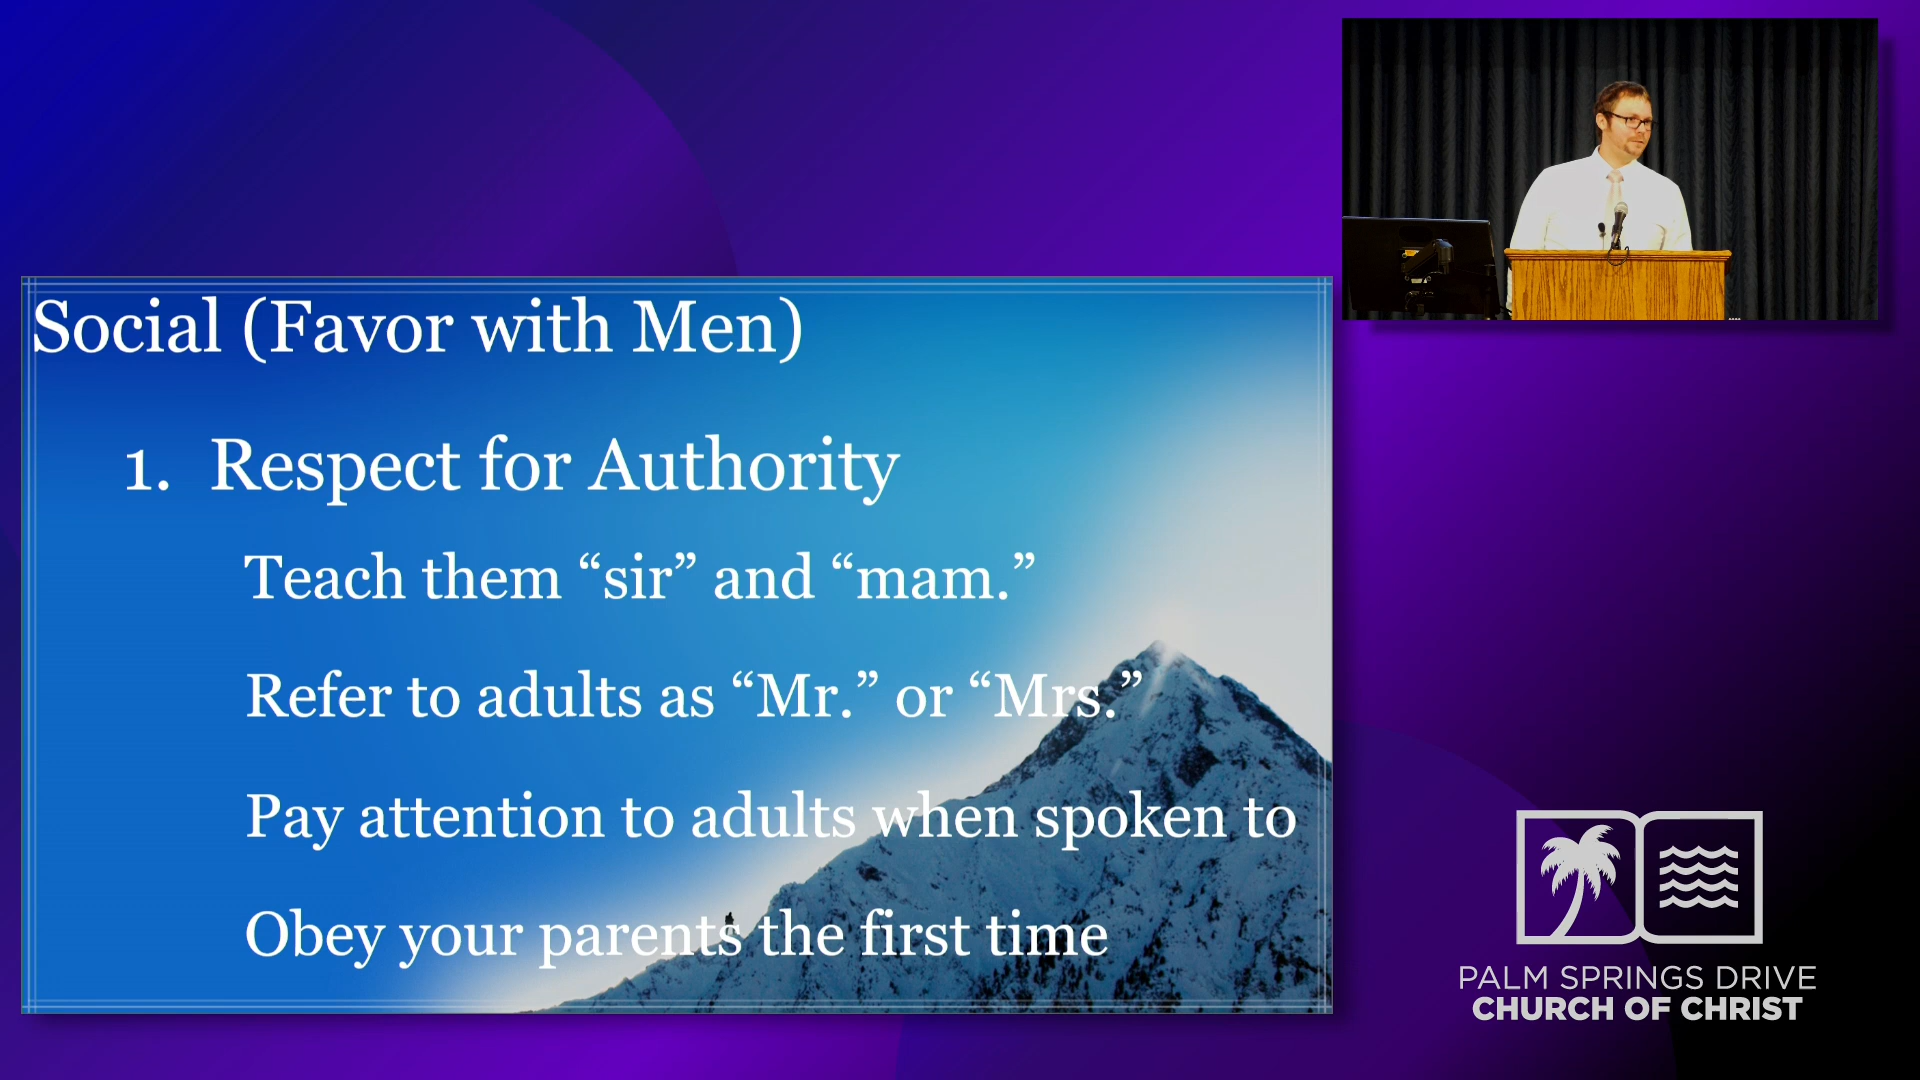 Social (Favor with Men)
1. Respect for Authority
Teach them “sir” and “mam.”
Refer to adults as “Mr.” or “Mrs.”
Pay attention to adults when spoken to
Obey your parents the first time
PALM SPRINGS DRIVE
CHURCH OF CHRIST